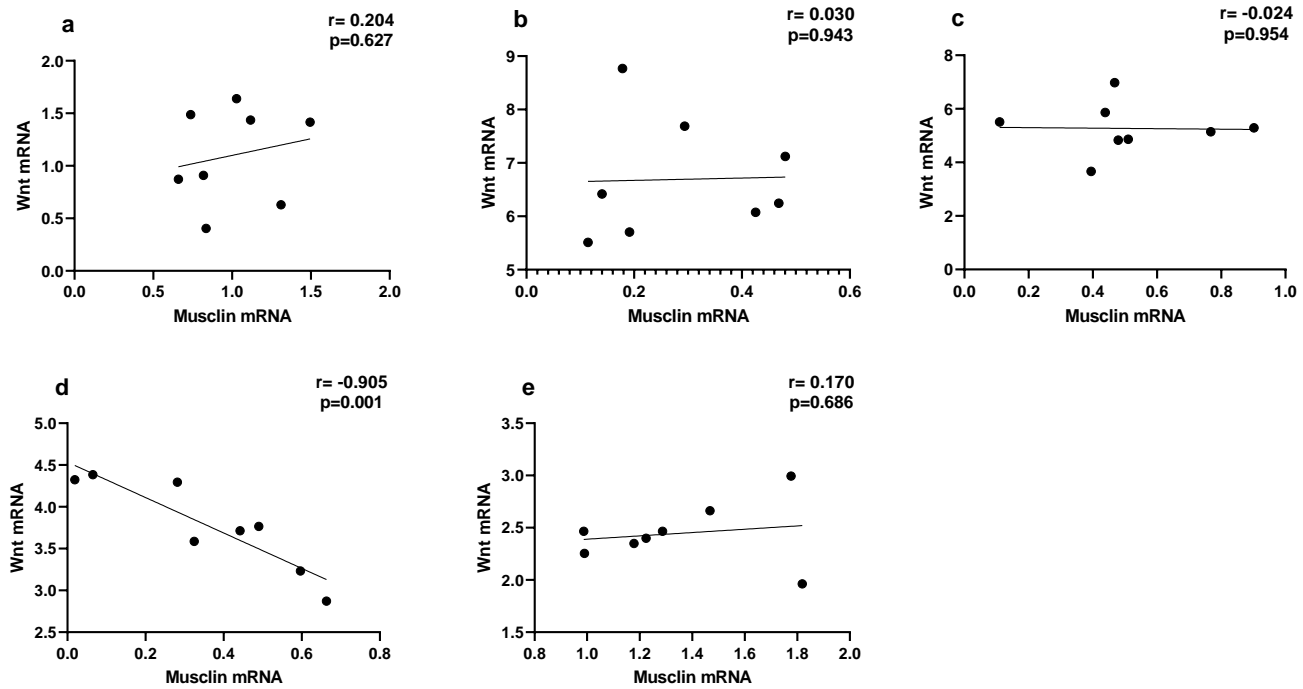 a
r= 0.204
p=0.627
2.0
1.5
1.0
0.5
0.0
Wnt mRNA
0.0 0.5 1.0 1.5 2.0
Musclin mRNA
b
r= 0.030
p=0.943
9
8
7
6
5
Wnt mRNA
0.0 0.2 0.4 0.6
Musclin mRNA
c
r= -0.024
p=0.954
8
6
4
2
0
Wnt mRNA
0.0 0.2 0.4 0.6 0.8 1.0
Musclin mRNA
d
r= -0.905
p=0.001
5.0
4.5
4.0
3.5
3.0
2.5
Wnt mRNA
0.0 0.2 0.4 0.6 0.8
Musclin mRNA
e
r= 0.170
p=0.686
3.5
3.0
2.5
2.0
1.5
Wnt mRNA
0.8 1.0 1.2 1.4 1.6 1.8 2.0
Musclin mRNA